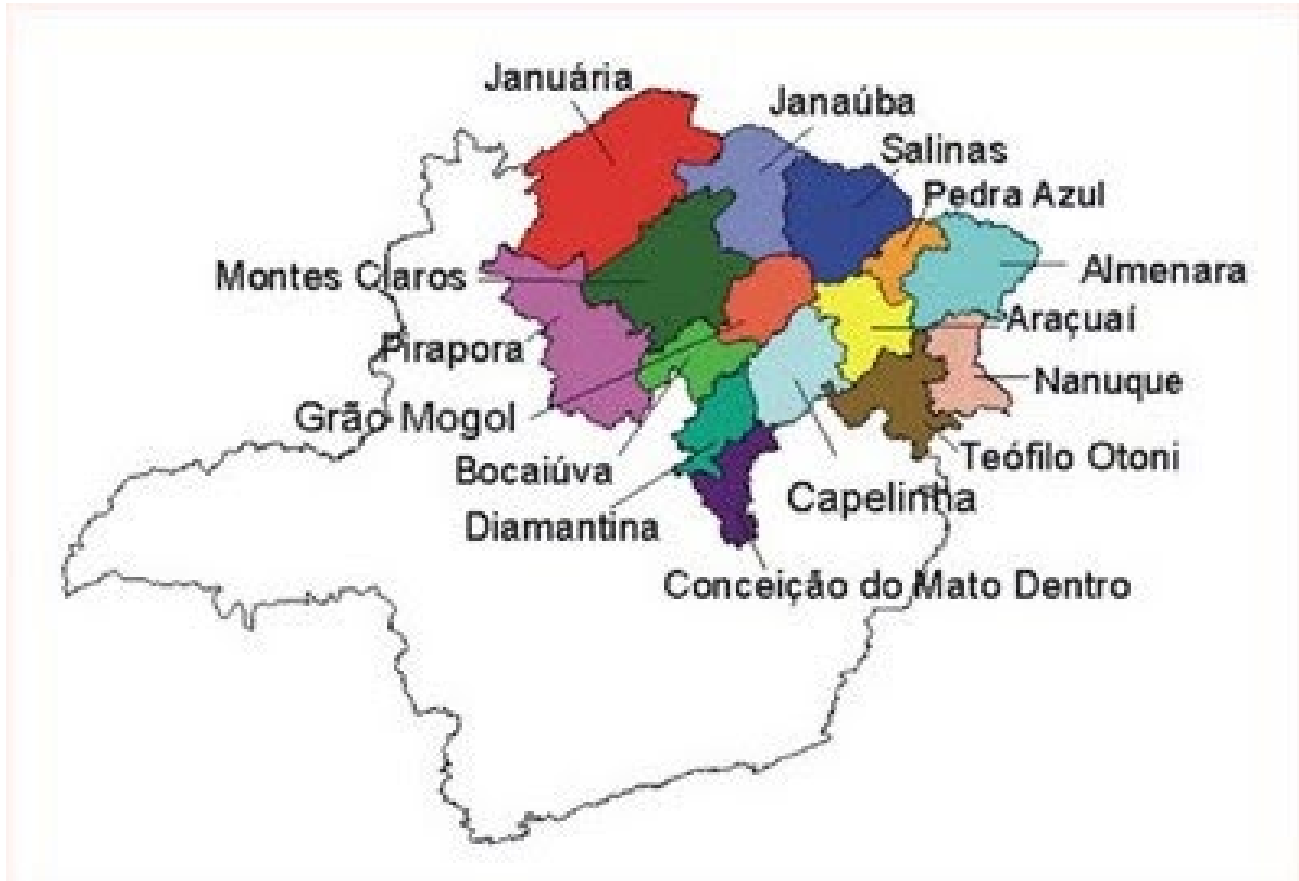 Januária
Janaúba
Salinas
Pedra Azul
Almenara
Montes Claros
Araçuaí
Pirapora
Nanuque
Grão Mogol
Teófilo Otoni
Bocaiúva
Capelinha
Diamantina
Conceição do Mato Dentro